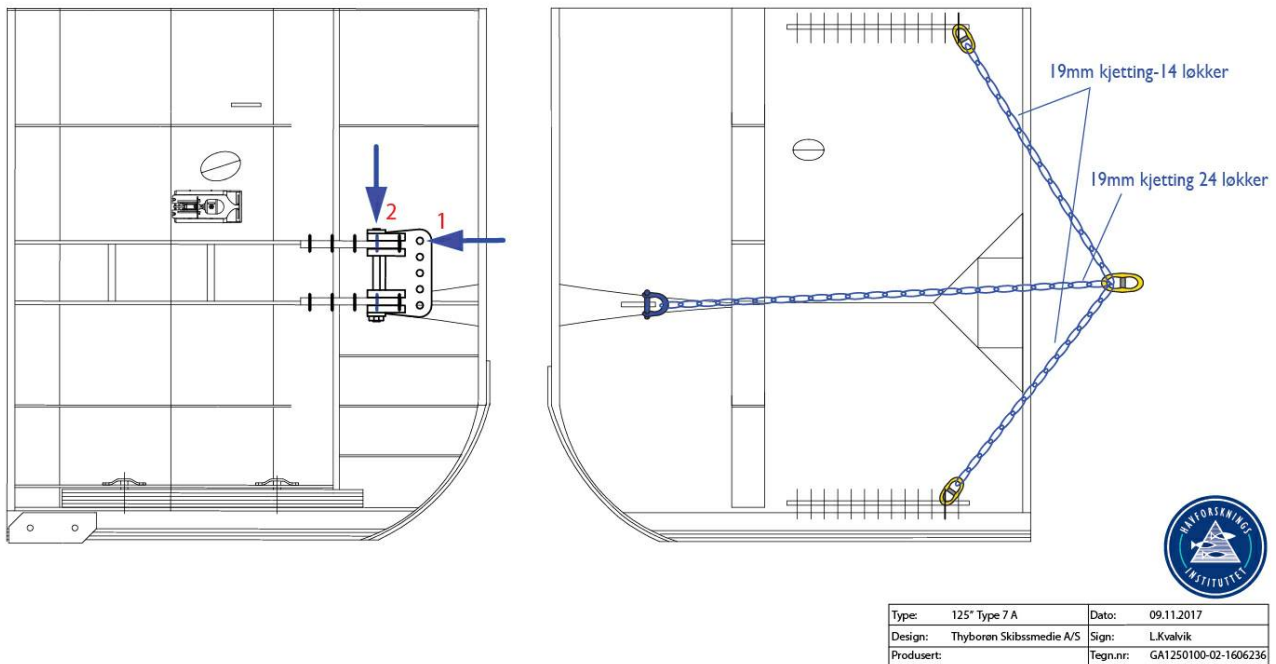 19mm kjetting-14 løkker
19mm kjetting 24 løkker
2
1
HAVFORSKNINGS
INSTITUTTET
Type: 125" Type 7 A Dato: 09.11.2017
Design: Thyborøn Skibssmedie A/S Sign: L.Kvalvik
Produsert: Tegn.nr: GA1250100-02-1606236